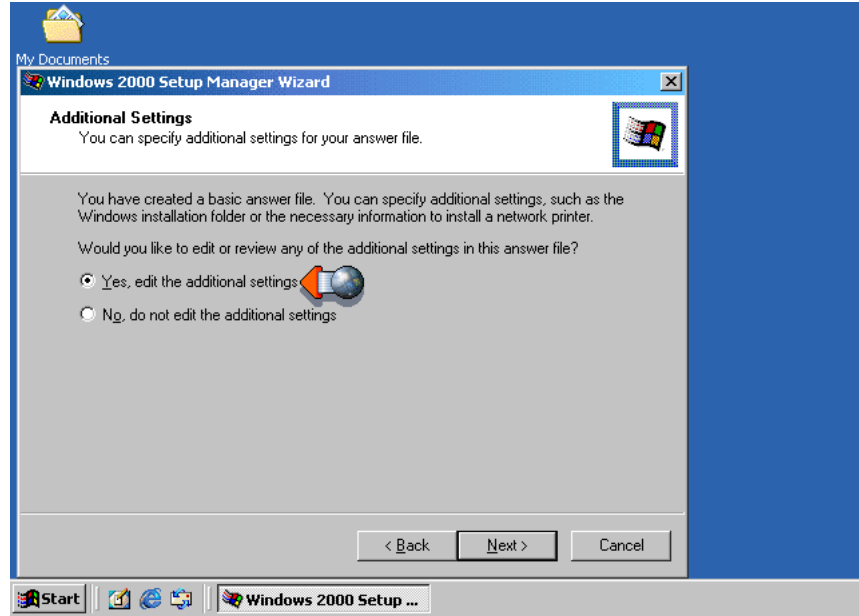 My Documents
Windows 2000 Setup Manager Wizard
Additional Settings
You can specify additional settings for your answer file.
You have created a basic answer file. You can specify additional settings, such as the
Windows installation folder or the necessary information to install a network printer.
Would you like to edit or review any of the additional settings in this answer file?
Yes, edit the additional settings
No, do not edit the additional settings
< Back Next > Cancel
Start Windows 2000 Setup ...